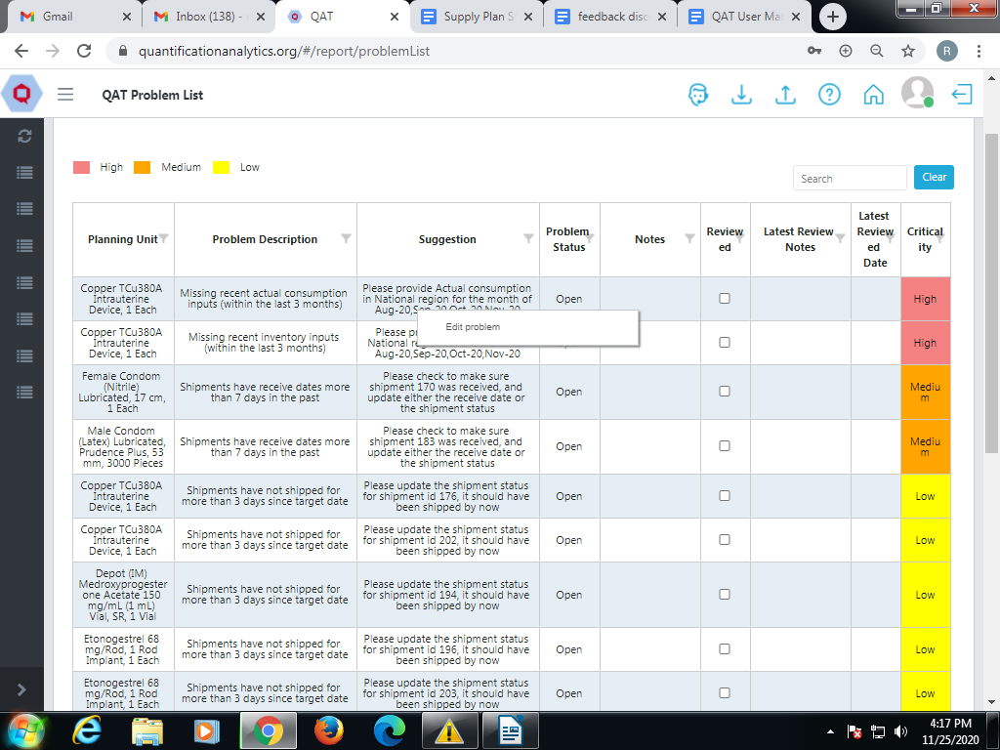 Gmail
Inbox (138) -
QAT
Supply Plan S
feedback disc
QAT User Ma
quantificationanalytics.org/#/report/problemList
R
QAT Problem List
High
Medium
Low
Search
Clear
Planning Unit
Problem Description
Suggestion
Problem
Status
Notes
Review
ed
Latest Review
Notes
Latest
Review
ed
Date
Critical
ity
Copper TCu380A
Intrauterine
Device, 1 Each
Missing recent actual consumption
inputs (within the last 3 months)
Please provide Actual consumption
in National region for the month of
Aug-20,Sep-20,Oct-20,Nov-20
Open
High
Edit problem
Copper TCu380A
Intrauterine
Device, 1 Each
Missing recent inventory inputs
(within the last 3 months)
Please
National
Aug-20,Sep-20,Oct-20,Nov-20
High
Female Condom
(Nitrile)
Lubricated, 17 cm,
1 Each
Shipments have receive dates more
than 7 days in the past
Please check to make sure
shipment 170 was received, and
update either the receive date or
the shipment status
Open
Mediu
m
Male Condom
(Latex) Lubricated,
Prudence Plus, 53
mm, 3000 Pieces
Shipments have receive dates more
than 7 days in the past
Please check to make sure
shipment 183 was received, and
update either the receive date or
the shipment status
Open
Mediu
m
Copper TCu380A
Intrauterine
Device, 1 Each
Shipments have not shipped for
more than 3 days since target date
Please update the shipment status
for shipment id 176, it should have
been shipped by now
Open
Low
Copper TCu380A
Intrauterine
Device, 1 Each
Shipments have not shipped for
more than 3 days since target date
Please update the shipment status
for shipment id 202, it should have
been shipped by now
Open
Low
Depot (IM)
Medroxyprogester
one Acetate 150
mg/mL (1 mL)
Vial, SR, 1 Vial
Shipments have not shipped for
more than 3 days since target date
Please update the shipment status
for shipment id 194, it should have
been shipped by now
Open
Low
Etonogestrel 68
mg/Rod, 1 Rod
Implant, 1 Each
Shipments have not shipped for
more than 3 days since target date
Please update the shipment status
for shipment id 196, it should have
been shipped by now
Open
Low
Etonogestrel 68
mg/Rod, 1 Rod
Implant, 1 Each
Shipments have not shipped for
more than 3 days since target date
Please update the shipment status
for shipment id 203, it should have
been shipped by now
Open
Low
4:17 PM
11/25/2020